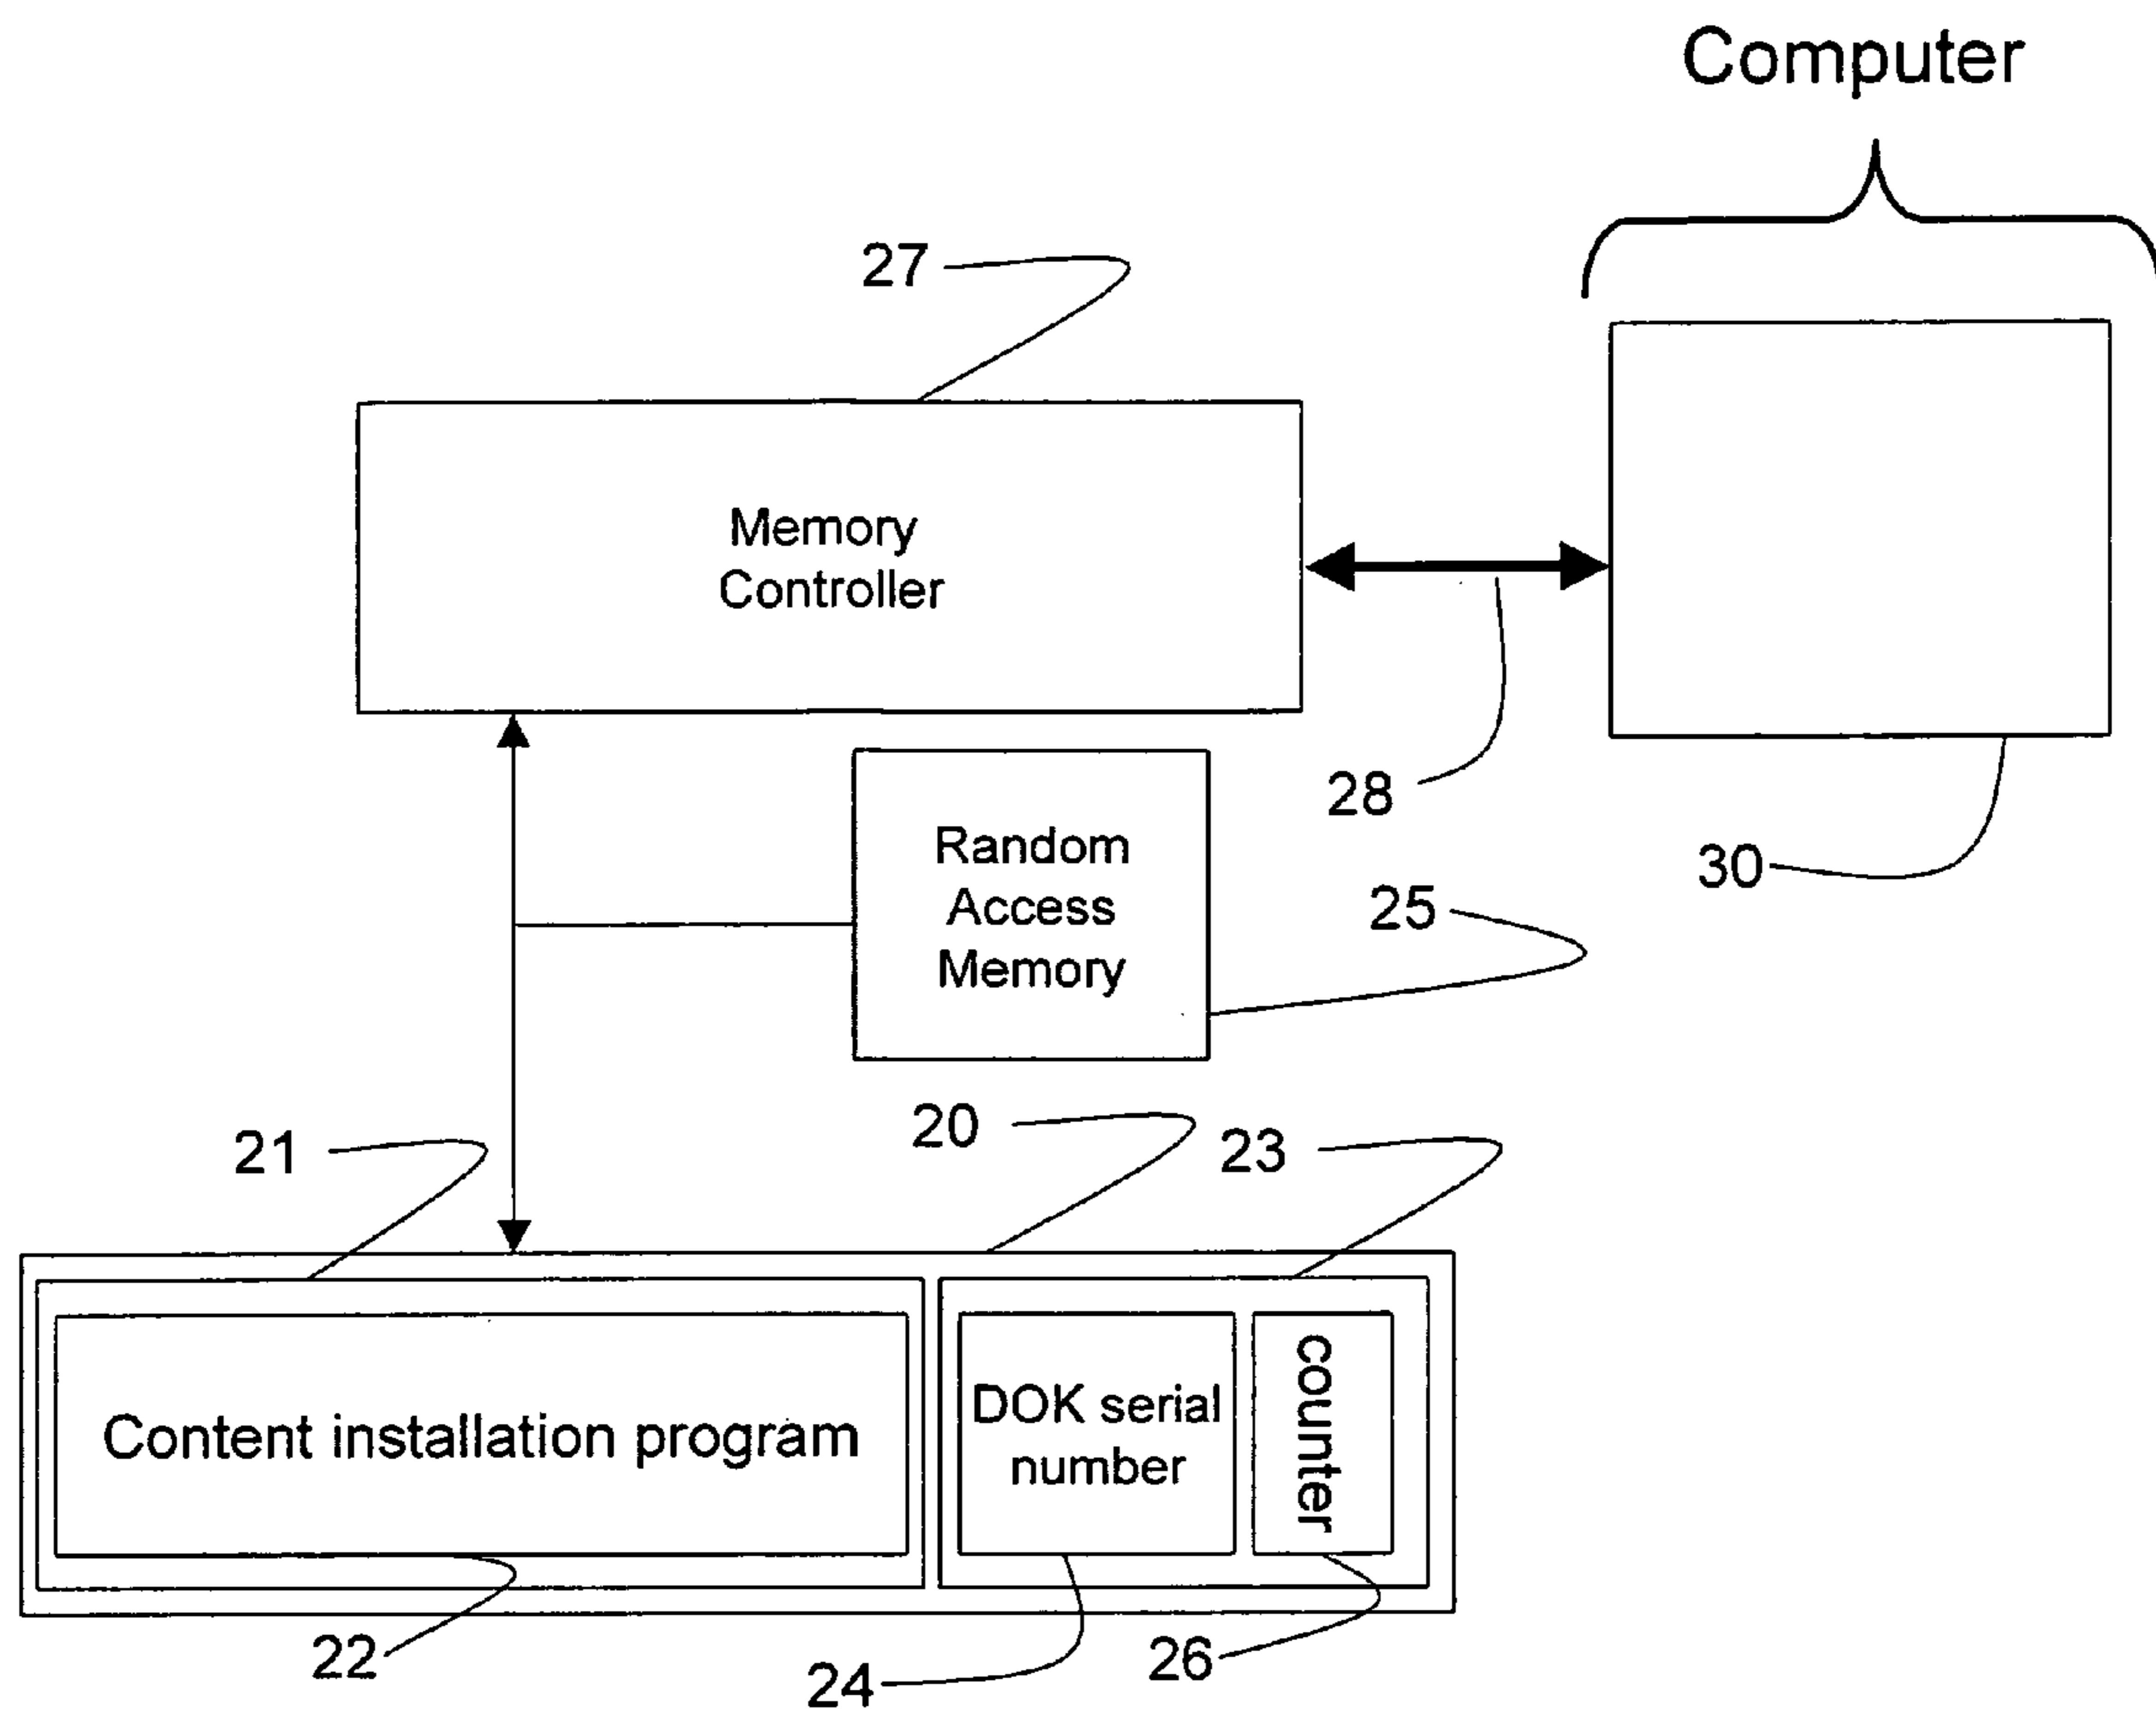 Computer
27
Memory
Controller
28
30
Random
Access
Memory
25
21
20
23
Content installation program
DOK serial
number
counter
22
24
26